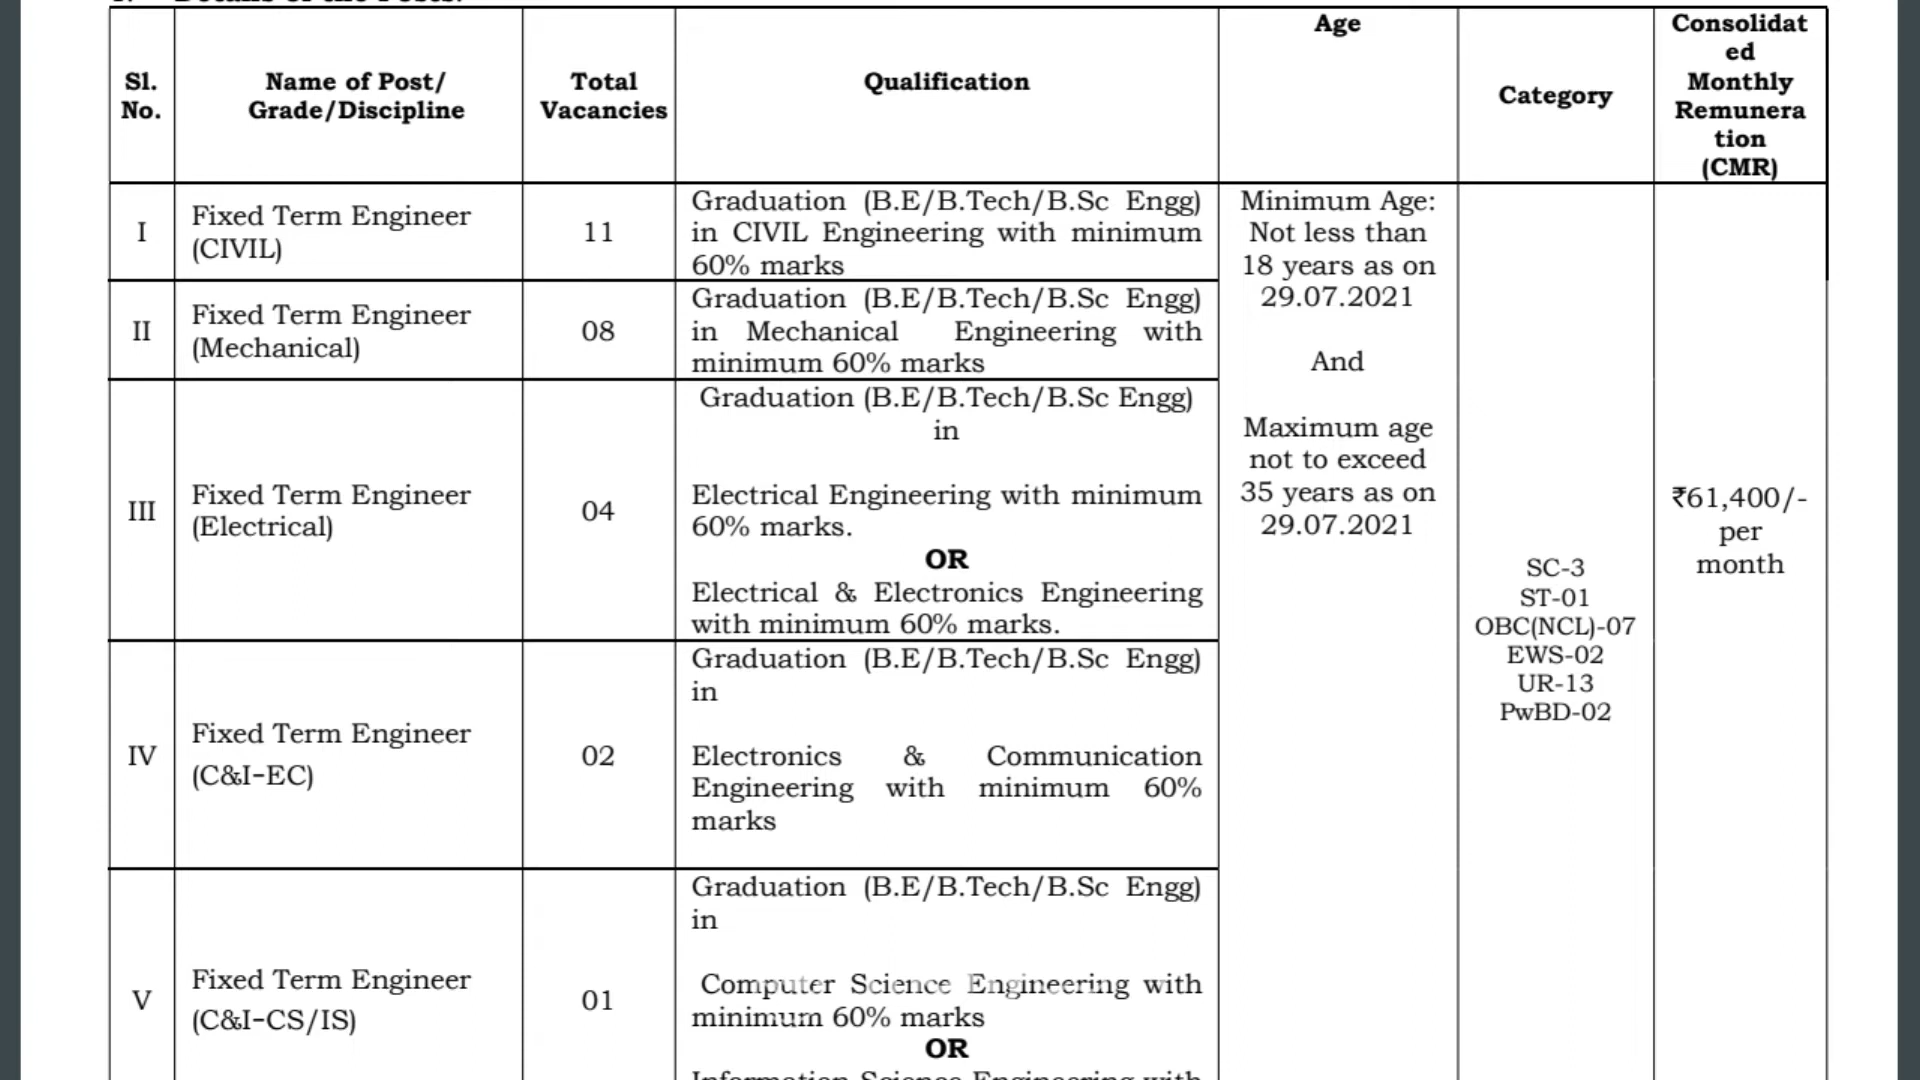 Details of the Posts:
Sl.
No.
Name of Post/
Grade/Discipline
Total
Vacancies
Qualification
Age
Category
Consolidat
ed
Monthly
Remunera
tion
(CMR)
I
Fixed Term Engineer
(CIVIL)
11
Graduation (B.E/B.Tech/B.Sc Engg)
in CIVIL Engineering with minimum
60% marks
II
Fixed Term Engineer
(Mechanical)
08
Graduation (B.E/B.Tech/B.Sc Engg)
in Mechanical Engineering with
minimum 60% marks
III
Fixed Term Engineer
(Electrical)
04
Graduation (B.E/B.Tech/B.Sc Engg)
in
Electrical Engineering with minimum
60% marks.
OR
Electrical & Electronics Engineering
with minimum 60% marks.
IV
Fixed Term Engineer
(C&I-EC)
02
Graduation (B.E/B.Tech/B.Sc Engg)
in
Electronics & Communication
Engineering with minimum 60%
marks
V
Fixed Term Engineer
(C&I-CS/IS)
01
Graduation (B.E/B.Tech/B.Sc Engg)
in
Computer Science Engineering with
minimum 60% marks
OR
Information Science Engineering with
Minimum Age:
Not less than
18 years as on
29.07.2021
And
Maximum age
not to exceed
35 years as on
29.07.2021
SC-3
ST-01
OBC(NCL)-07
EWS-02
UR-13
PwBD-02
₹61,400/-
per
month